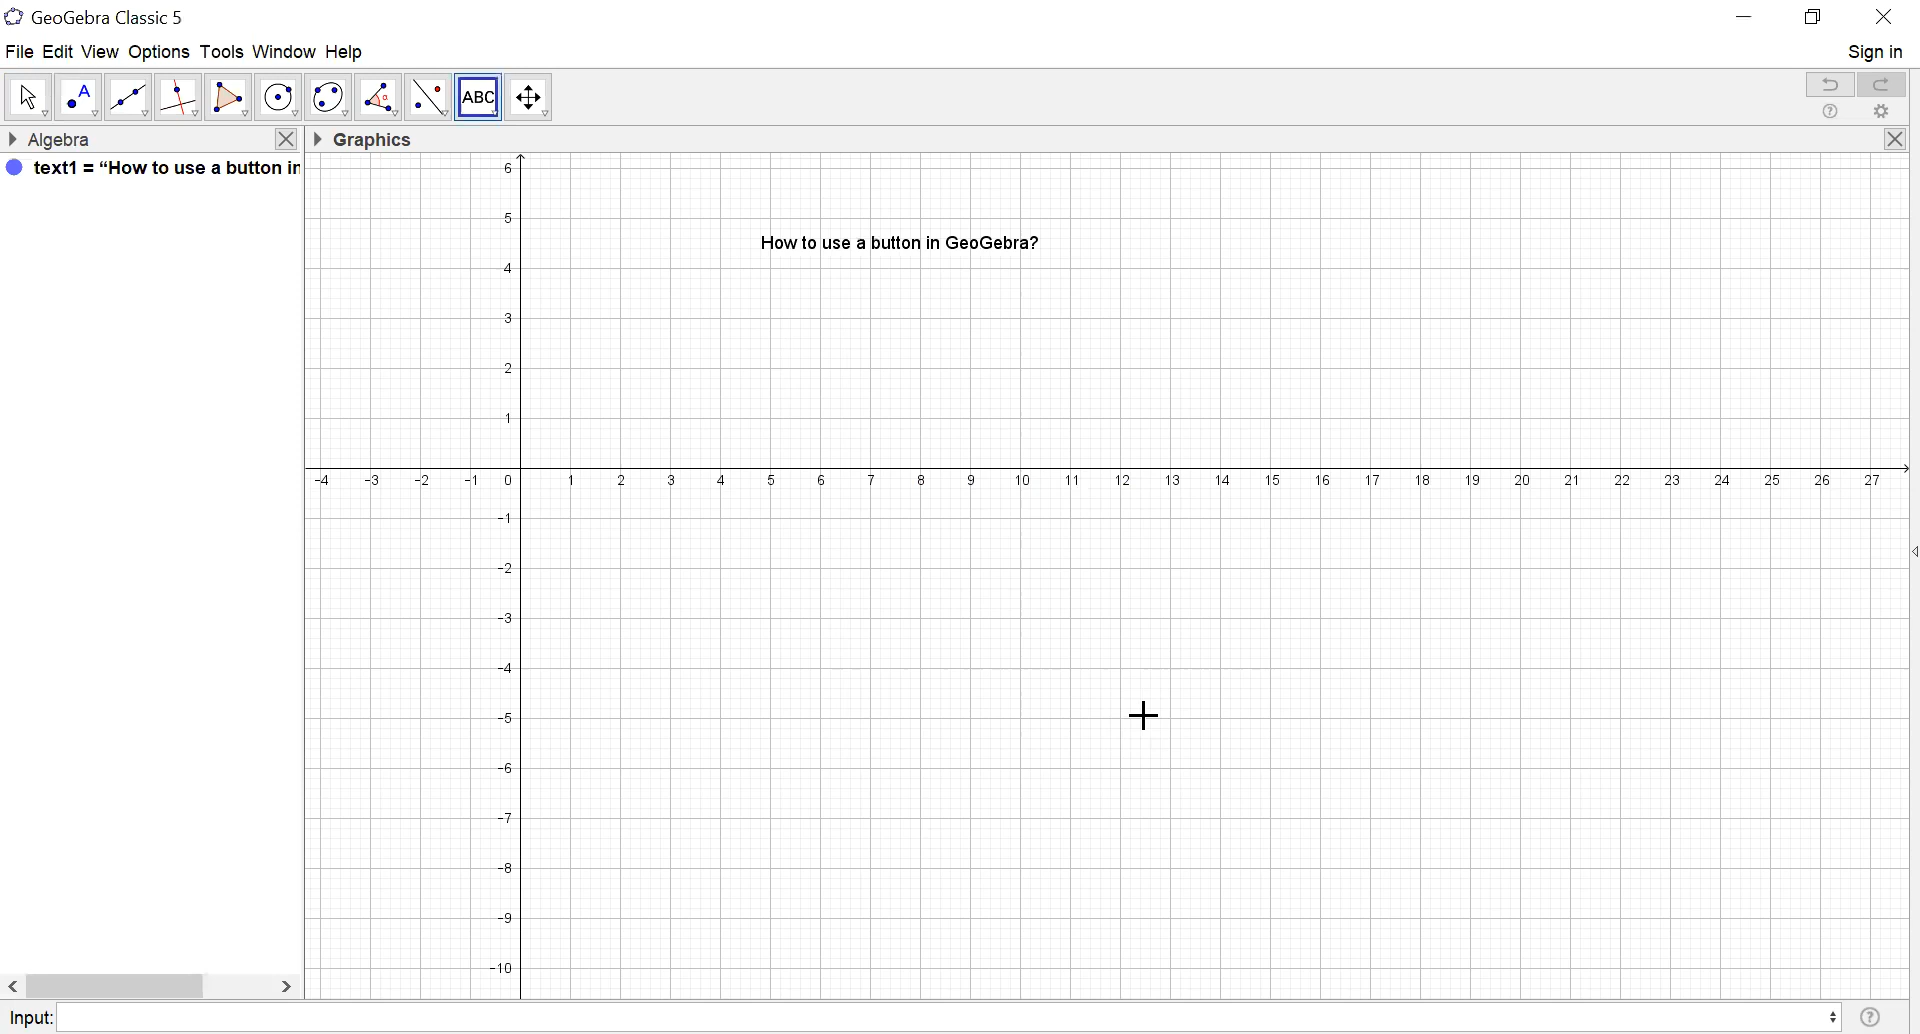 GeoGebra Classic 5
File Edit View Options Tools Window Help
Sign in
A
ABC
Algebra
Graphics
text1 = “How to use a button in
How to use a button in GeoGebra?
6
5
4
3
2
1
-4 -3 -2 -1 0 1 2 3 4 5 6 7 8 9 10 11 12 13 14 15 16 17 18 19 20 21 22 23 24 25 26 27
-1
-2
-3
-4
-5
-6
-7
-8
-9
-10
Input: